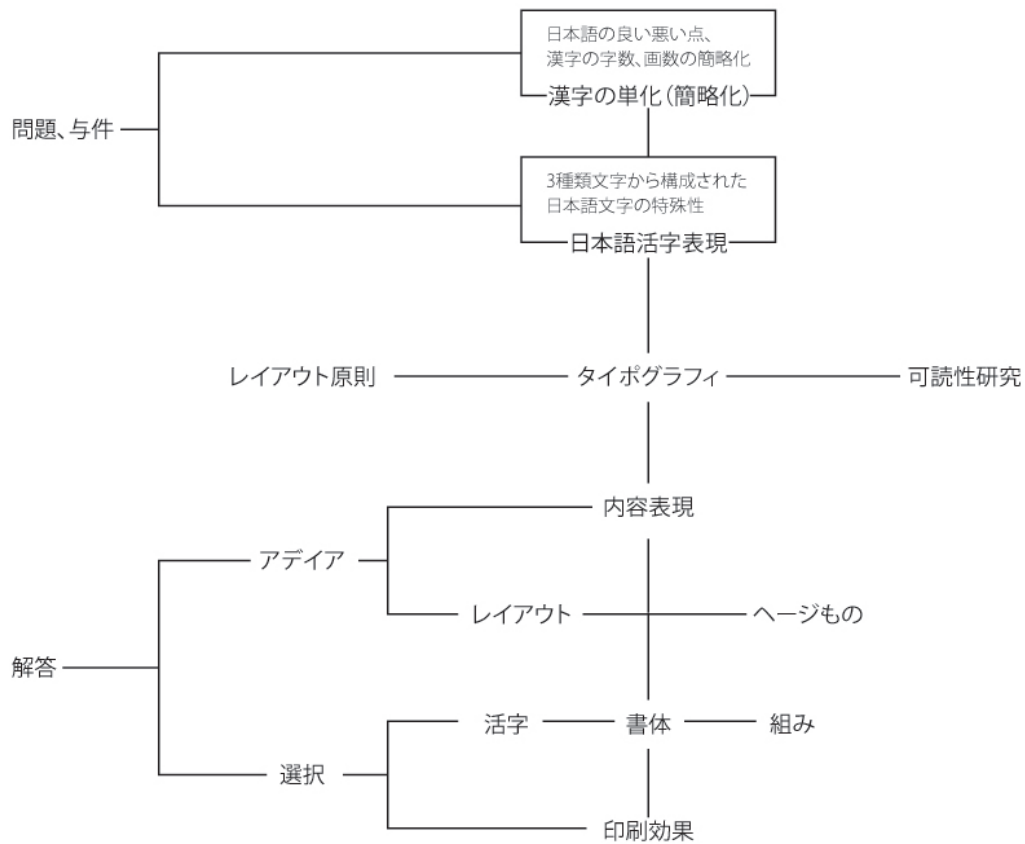 日本語の良い悪い点、
漢字の字数、画数の簡略化
漢字の単化(簡略化)
問題、与件
3種類文字から構成された
日本語文字の特殊性
日本語活字表現
レイアウト原則
タイポグラフィ
可読性研究
内容表現
アデイア
レイアウト
ヘージもの
解答
活字
書体
組み
選択
印刷効果